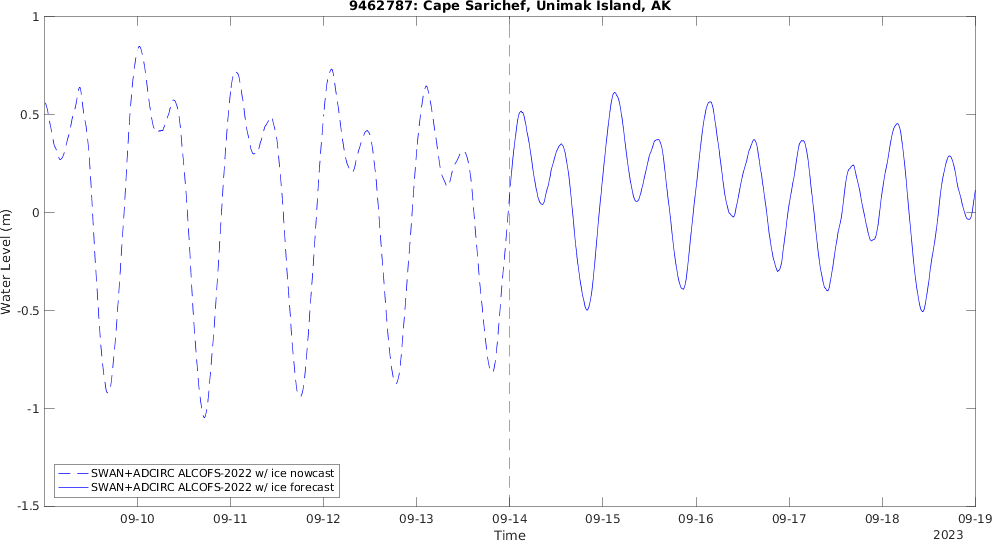 9462787: Cape Sarichef, Unimak Island, AK
1
0.5
0
-0.5
-1
-1.5
Water Level (m)
SWAN+ADCIRC ALCOFS-2022 w/ ice nowcast
SWAN+ADCIRC ALCOFS-2022 w/ ice forecast
09-10 09-11 09-12 09-13 09-14 09-15 09-16 09-17 09-18 09-19
Time
2023